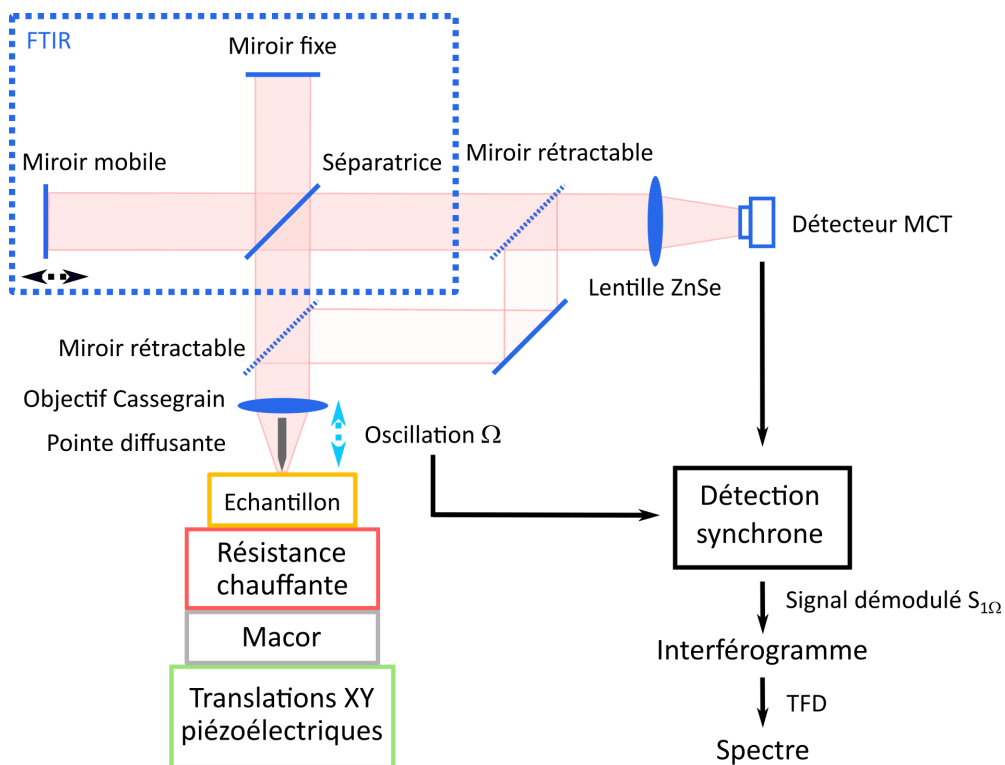 FTIR
Miroir fixe
Miroir mobile
Séparatrice
Miroir rétractable
Détecteur MCT
Lentille ZnSe
Miroir rétractable
Objectif Cassegrain
Pointe diffusante
Oscillation Ω
Echantillon
Détection
synchrone
Résistance
chauffante
Signal démodulé S1Ω
Macor
Interférogramme
Translations XY
piézoélectriques
TFD
Spectre